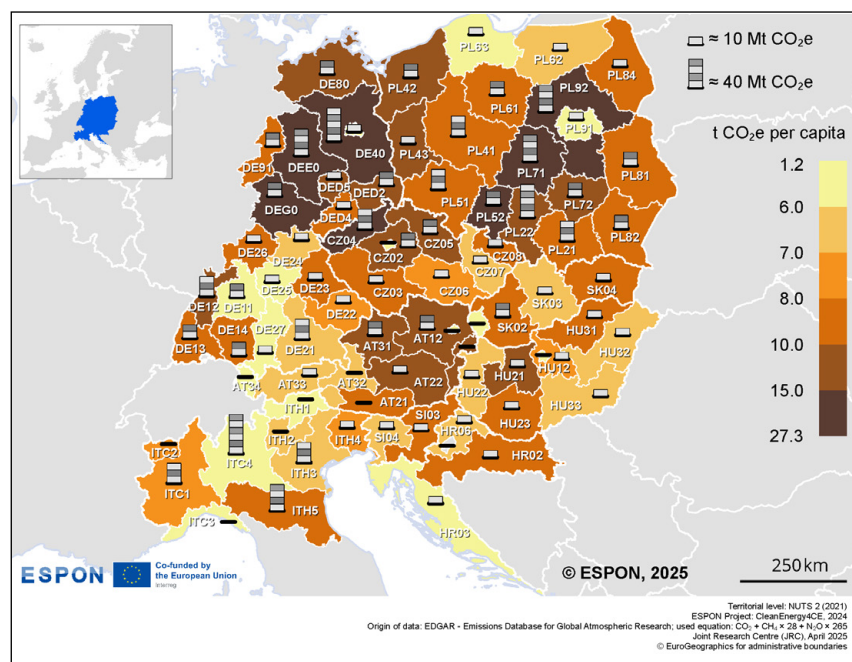 ≈ 10 Mt CO₂e
≈ 40 Mt CO₂e
t CO₂e per capita
1.2
6.0
7.0
8.0
10.0
15.0
27.3
PL63
PL62
PL84
DE80
PL42
PL61
PL92
PL91
DE40
PL43
PL41
DE91
DEE0
PL71
PL81
DED5
DED2
PL51
PL72
DEG0
DED4
PL52
PL22
CZ04
CZ05
PL21
PL82
DE26
DE24
CZ02
CZ08
CZ07
DE25
DE23
CZ03
CZ06
SK03
SK04
DE12
DE11
DE22
SK02
HU31
DE13
DE14
DE27
DE21
AT31
AT12
HU32
HU12
AT34
AT33
AT32
AT22
HU22
HU21
HU33
ITH1
AT21
SI03
HU23
ITC2
ITH2
ITH4
SI04
HR06
HR02
ITC4
ITH3
ITC1
ITH5
ITC3
HR03
ESPON
Co-funded by
the European Union
Interreg
© ESPON, 2025
250 km
Territorial level: NUTS 2 (2021)
ESPON Project: CleanEnergy4CE, 2024
Origin of data: EDGAR - Emissions Database for Global Atmospheric Research; used equation: CO₂ + CH₄ × 28 + N₂O × 265
Joint Research Centre (JRC), April 2025
© EuroGeographics for administrative boundaries